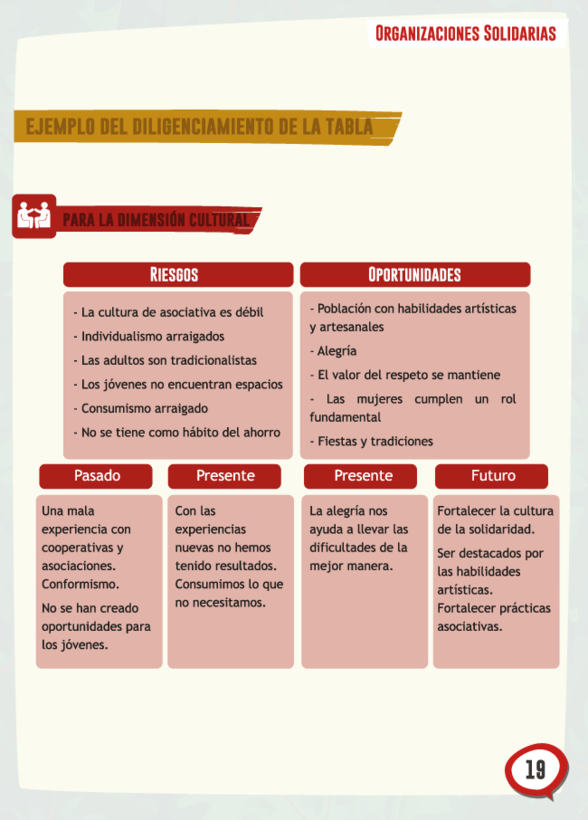 ORGANIZACIONES SOLIDARIAS
EJEMPLO DEL DILIGENCIAMIENTO DE LA TABLA
PARA LA DIMENSIÓN CULTURAL
RIESGOS
- La cultura de asociativa es débil
- Individualismo arraigados
- Las adultos son tradicionalistas
- Los jóvenes no encuentran espacios
- Consumismo arraigado
- No se tiene como hábito del ahorro
OPORTUNIDADES
- Población con habilidades artísticas
y artesanales
- Alegría
- El valor del respeto se mantiene
- Las mujeres cumplen un rol
fundamental
- Fiestas y tradiciones
Pasado
Una mala
experiencia con
cooperativas y
asociaciones.
Conformismo.
No se han creado
oportunidades para
los jóvenes.
Presente
Con las
experiencias
nuevas no hemos
tenido resultados.
Consumimos lo que
no necesitamos.
Presente
La alegría nos
ayuda a llevar las
dificultades de la
mejor manera.
Futuro
Fortalecer la cultura
de la solidaridad.
Ser destacados por
las habilidades
artísticas.
Fortalecer prácticas
asociativas.
19